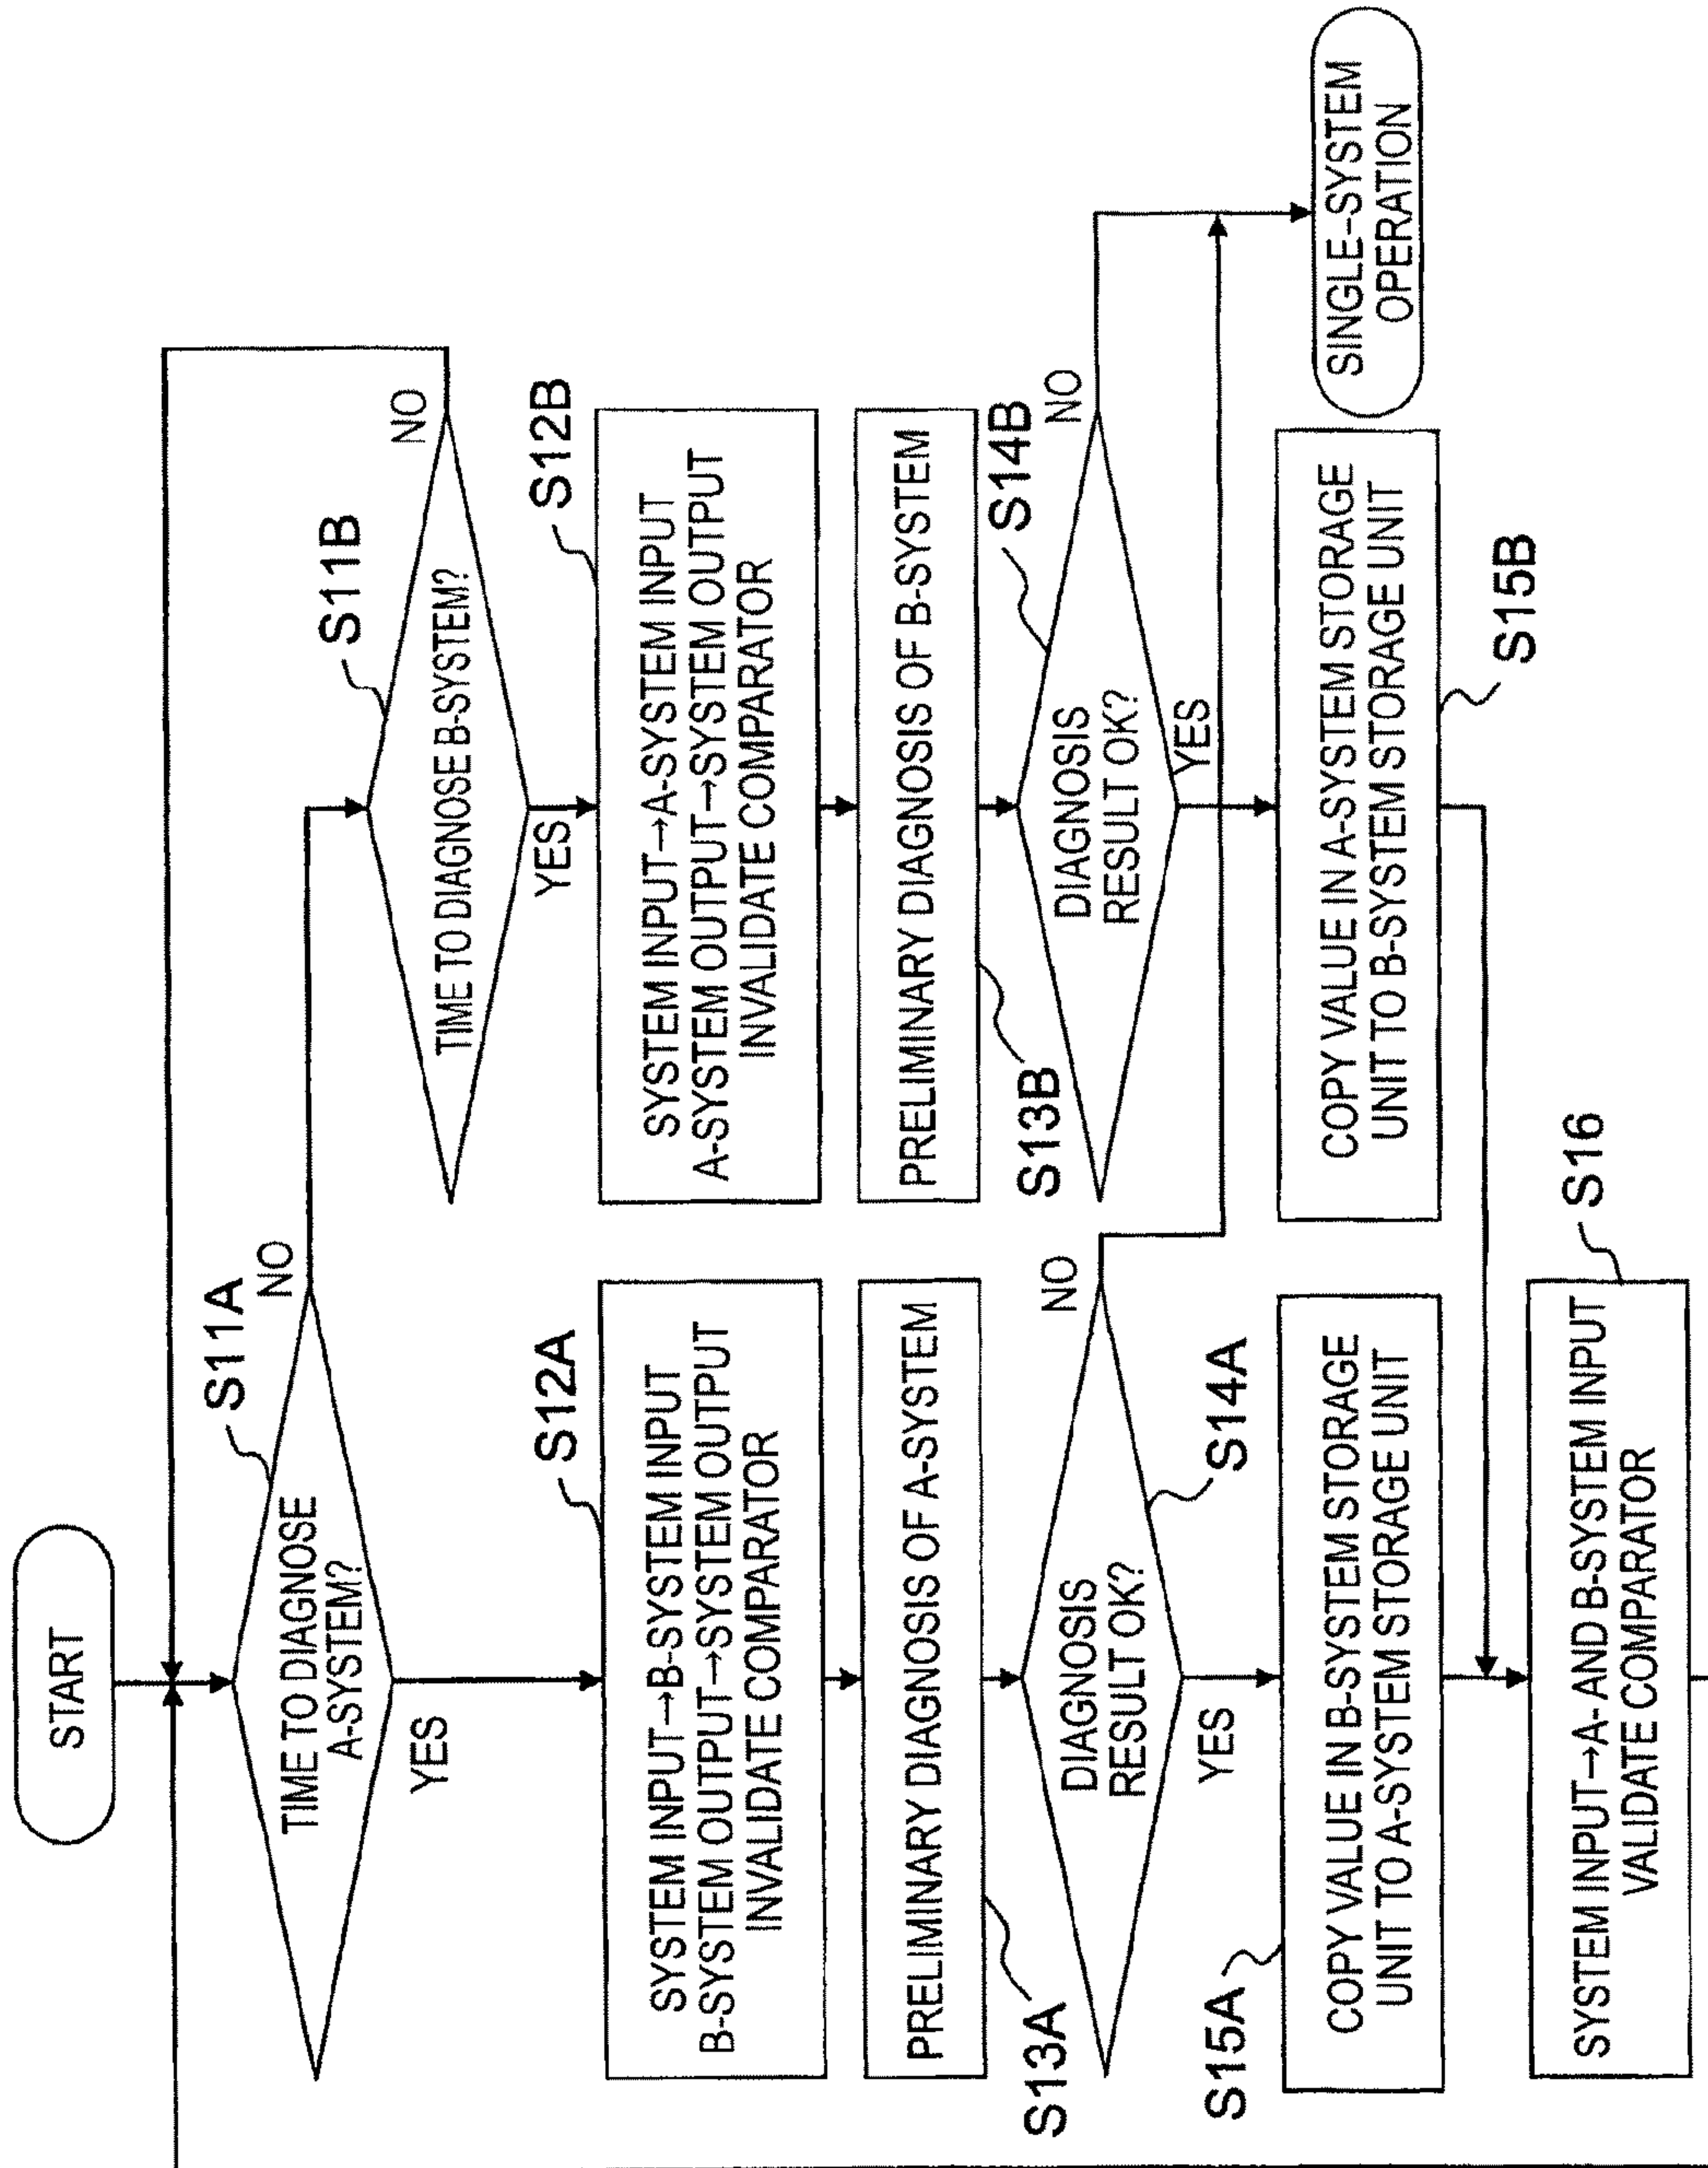 START
TIME TO DIAGNOSE
A-SYSTEM?
S11A
NO
YES
TIME TO DIAGNOSE B-SYSTEM?
S11B
NO
YES
SYSTEM INPUT→B-SYSTEM INPUT
B-SYSTEM OUTPUT→SYSTEM OUTPUT
INVALIDATE COMPARATOR
S12A
SYSTEM INPUT→A-SYSTEM INPUT
A-SYSTEM OUTPUT→SYSTEM OUTPUT
INVALIDATE COMPARATOR
S12B
PRELIMINARY DIAGNOSIS OF A-SYSTEM
S13A
PRELIMINARY DIAGNOSIS OF B-SYSTEM
S13B
DIAGNOSIS
RESULT OK?
S14A
NO
YES
DIAGNOSIS
RESULT OK?
S14B
NO
YES
COPY VALUE IN B-SYSTEM STORAGE
UNIT TO A-SYSTEM STORAGE UNIT
S15A
COPY VALUE IN A-SYSTEM STORAGE
UNIT TO B-SYSTEM STORAGE UNIT
S15B
SINGLE-SYSTEM
OPERATION
SYSTEM INPUT→A- AND B-SYSTEM INPUT
VALIDATE COMPARATOR
S16